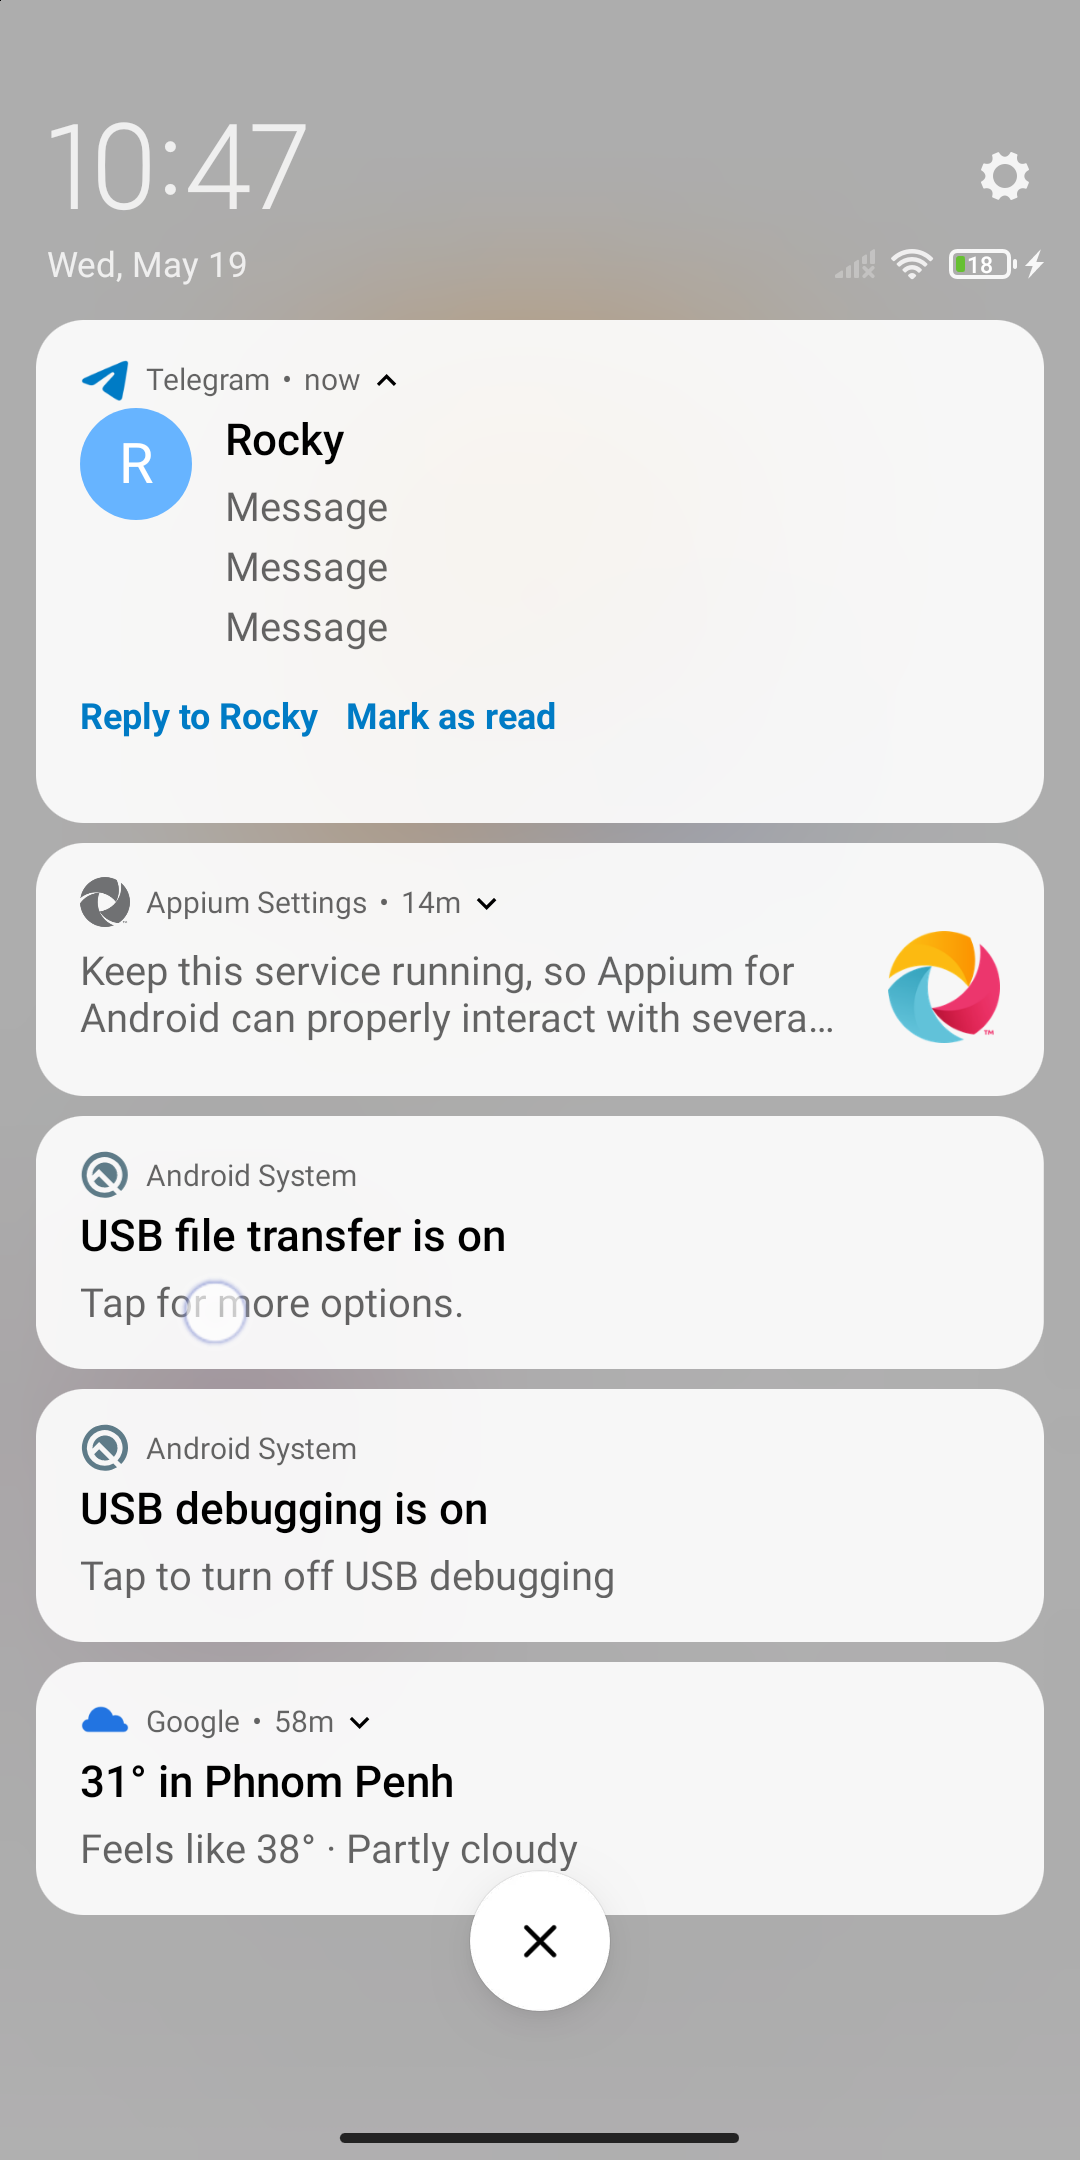 10:47
Wed, May 19
18
Telegram • now
R
Rocky
Message
Message
Message
Reply to Rocky Mark as read
Appium Settings • 14m
Keep this service running, so Appium for
Android can properly interact with severa…
TM
Android System
USB file transfer is on
Tap for more options.
Android System
USB debugging is on
Tap to turn off USB debugging
Google • 58m
31° in Phnom Penh
Feels like 38° · Partly cloudy